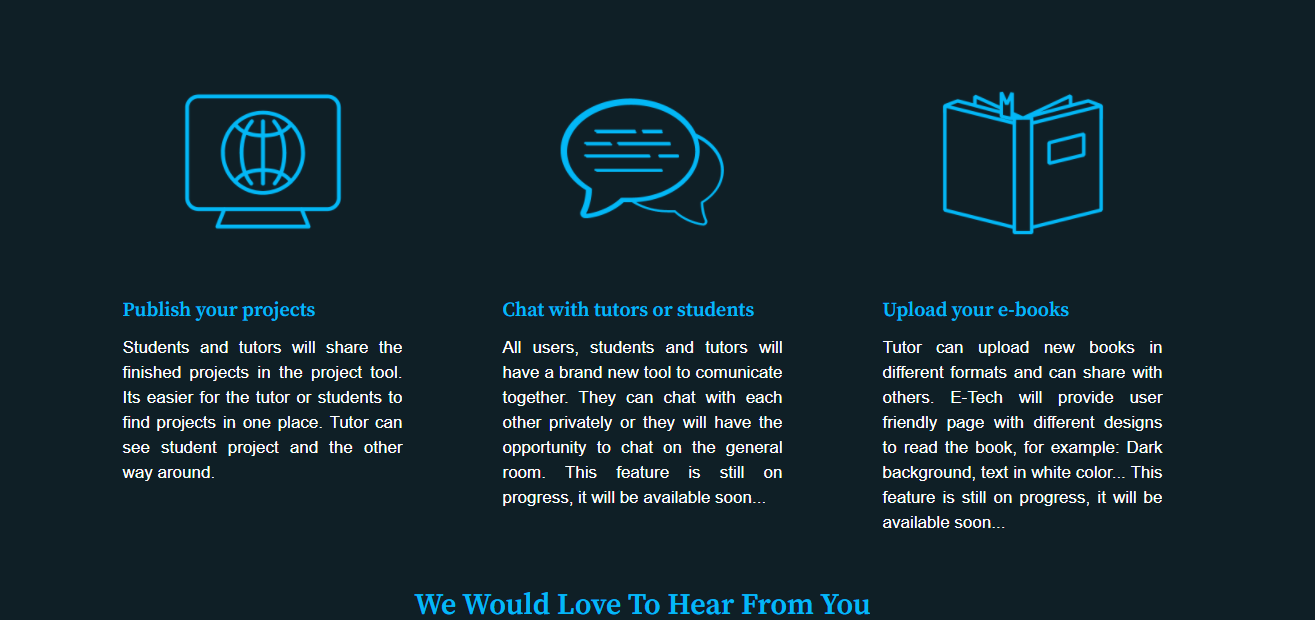 Publish your projects
Students and tutors will share the
finished projects in the project tool.
Its easier for the tutor or students to
find projects in one place. Tutor can
see student project and the other
way around.
Chat with tutors or students
All users, students and tutors will
have a brand new tool to comunicate
together. They can chat with each
other privately or they will have the
opportunity to chat on the general
room. This feature is still on
progress, it will be available soon...
Upload your e-books
Tutor can upload new books in
different formats and can share with
others. E-Tech will provide user
friendly page with different designs
to read the book, for example: Dark
background, text in white color... This
feature is still on progress, it will be
available soon...
We Would Love To Hear From You